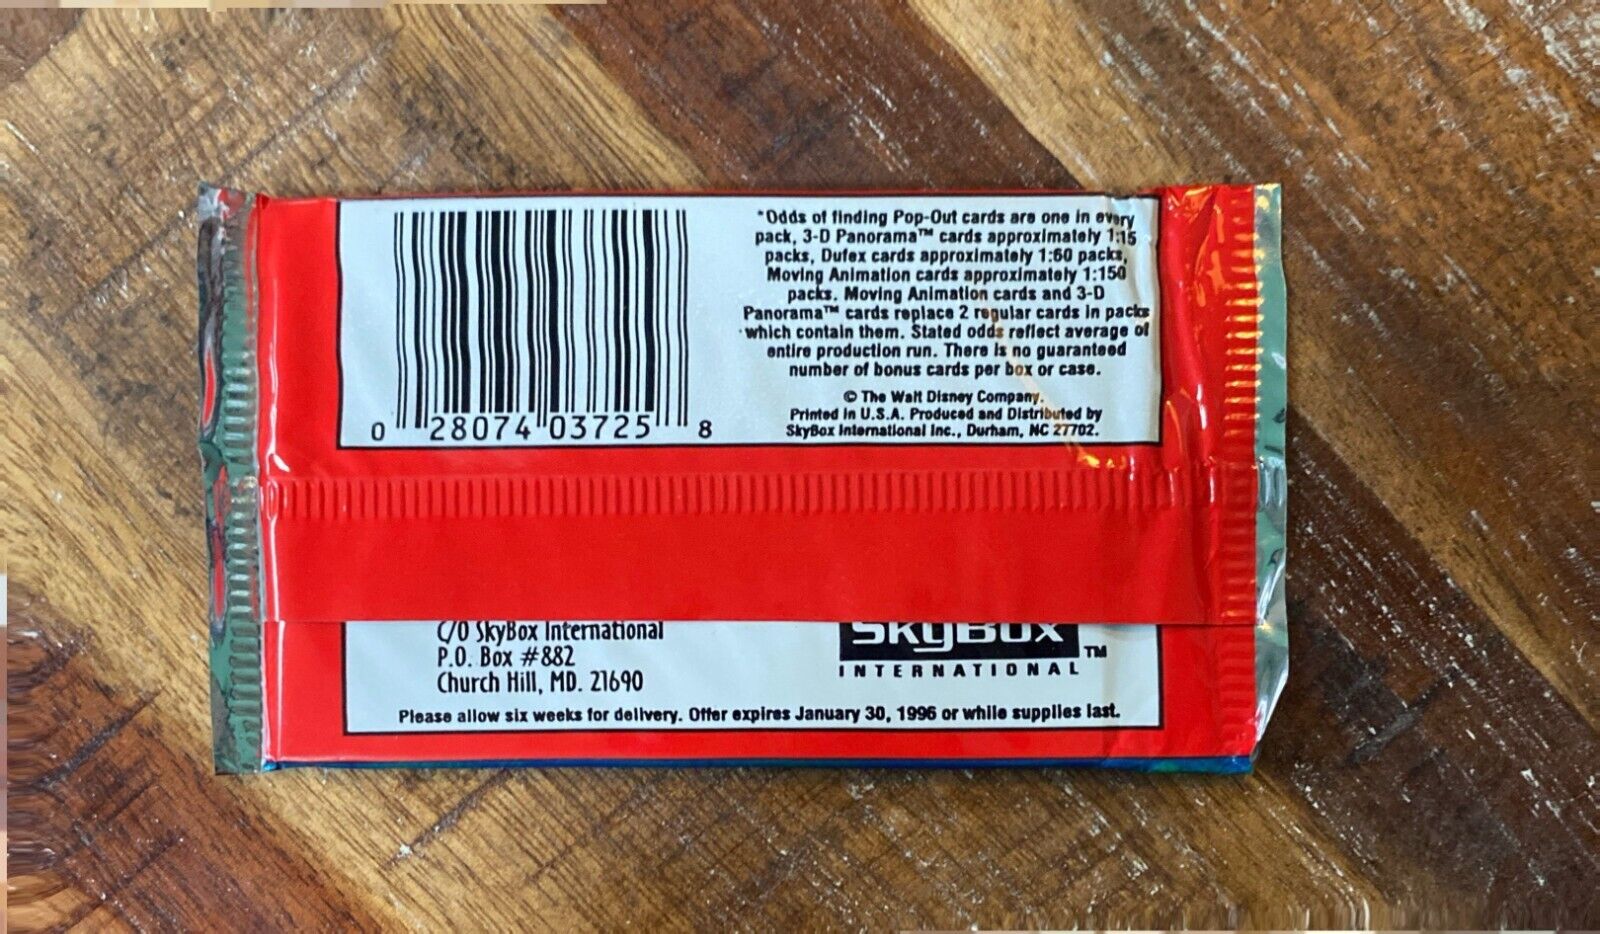 0 28074 03725 8
*Odds of finding Pop-Out cards are one in every
pack, 3-D Panorama™ cards approximately 1:15
packs, Dufex cards approximately 1:60 packs,
Moving Animation cards approximately 1:150
packs. Moving Animation cards and 3-D
Panorama™ cards replace 2 regular cards in packs
which contain them. Stated odds reflect average of
entire production run. There is no guaranteed
number of bonus cards per box or case.
© The Walt Disney Company.
Printed in U.S.A. Produced and Distributed by
SkyBox International Inc., Durham, NC 27702.
C/O SkyBox International
P.O. Box #882
Church Hill, MD. 21690
SkyBox
INTERNATIONAL™
Please allow six weeks for delivery. Offer expires January 30, 1996 or while supplies last.